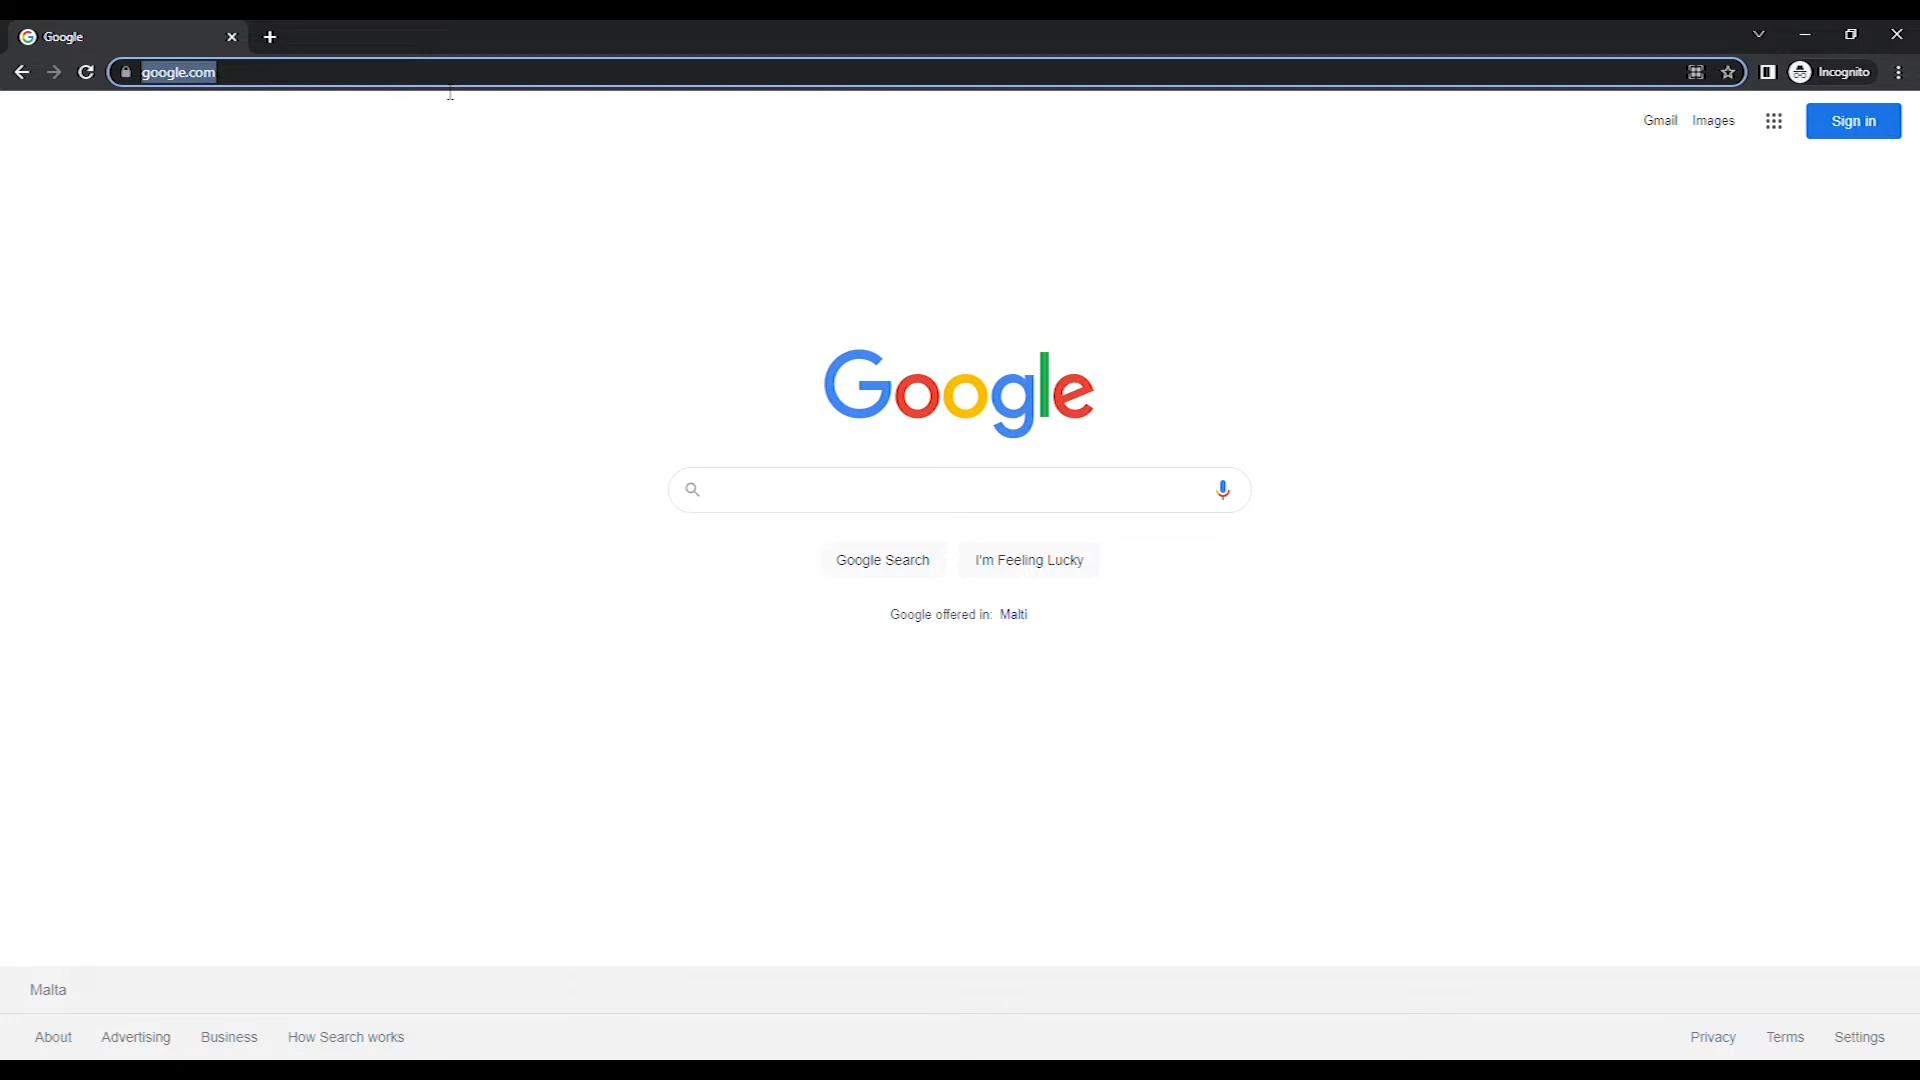 Google
google.com
Incognito
Gmail Images Sign in
Google
Google Search I'm Feeling Lucky
Google offered in: Malti
Malta
About Advertising Business How Search works Privacy Terms Settings